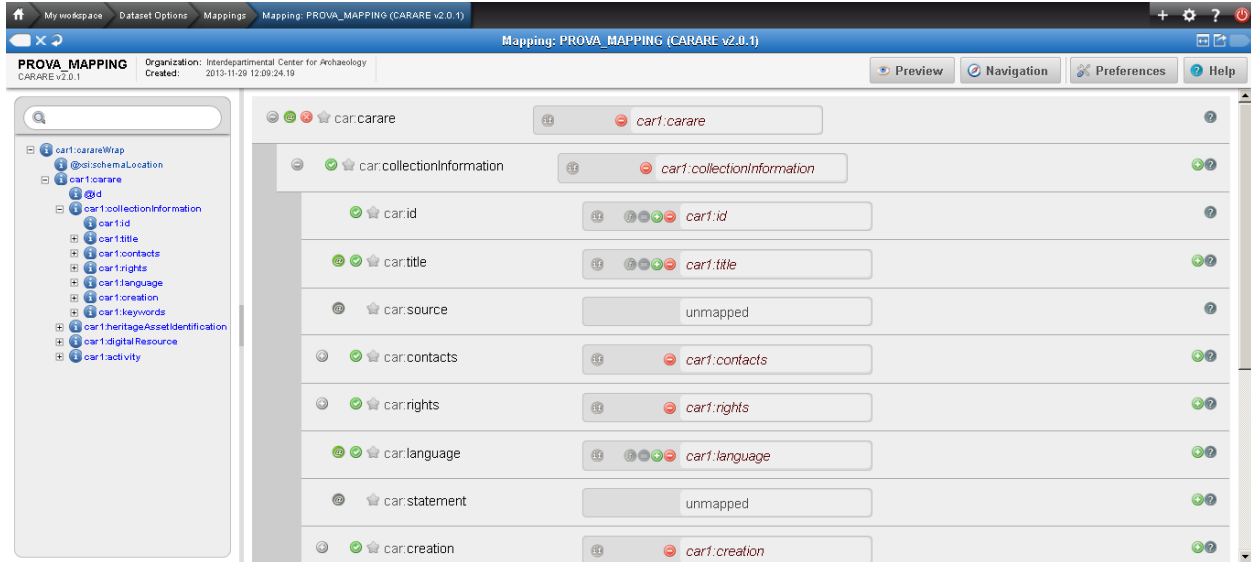 My workspace Dataset Options Mappings Mapping: PROVA_MAPPING (CARARE v2.0.1)
Mapping: PROVA_MAPPING (CARARE v2.0.1)
PROVA_MAPPING
CARARE v2.0.1
Organization: Interdepartimental Center for Archaeology
Created: 2013-11-29 12:09:24.19
Preview Navigation Preferences Help
car1:carareWrap
@xsi:schemaLocation
car1:carare
@id
car1:collectionInformation
car1:id
car1:title
car1:contacts
car1:rights
car1:language
car1:creation
car1:keywords
car1:heritageAssetIdentification
car1:digitalResource
car1:activity
car:carare car1:carare
car:collectionInformation car1:collectionInformation
car:id car1:id
car:title car1:title
car:source unmapped
car:contacts car1:contacts
car:rights car1:rights
car:language car1:language
car:statement unmapped
car:creation car1:creation